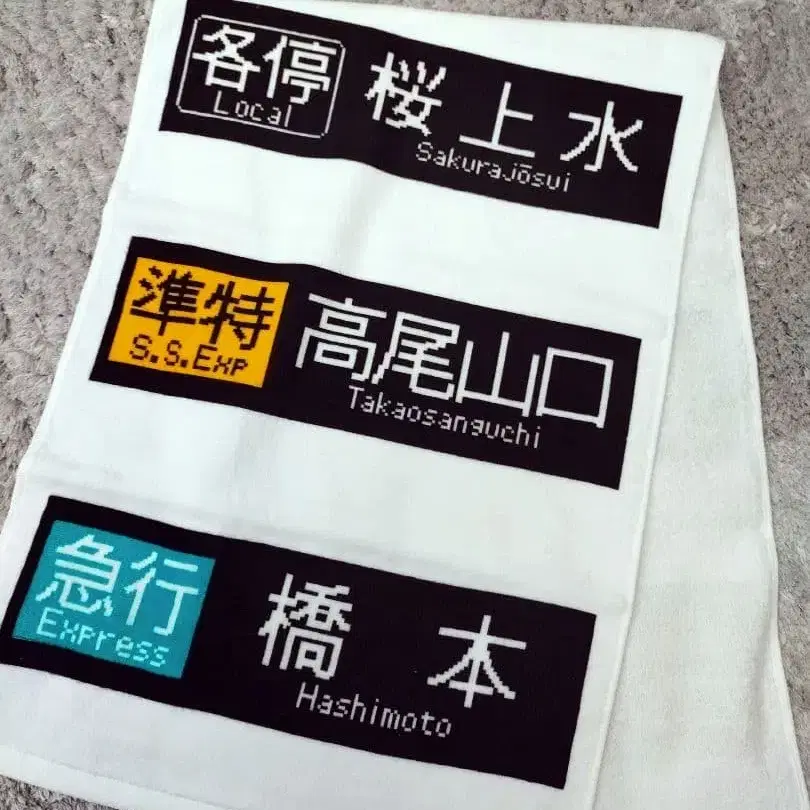 各停 桜上水
Local Sakurajōsui
準特 高尾山口
S.S.Exp Takaosanguchi
急行 橋本
Express Hashimoto